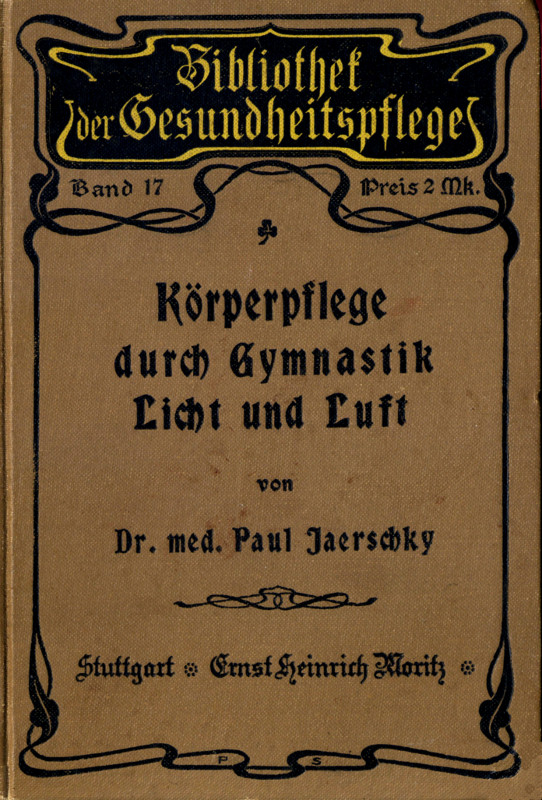 Bibliothek
der Gesundheitspflege
Band 17 Preis 2 Mk.
Körperpflege
durch Gymnastik
Licht und Luft
von
Dr. med. Paul Jaerschky
Stuttgart Ernst Heinrich Moritz
P S